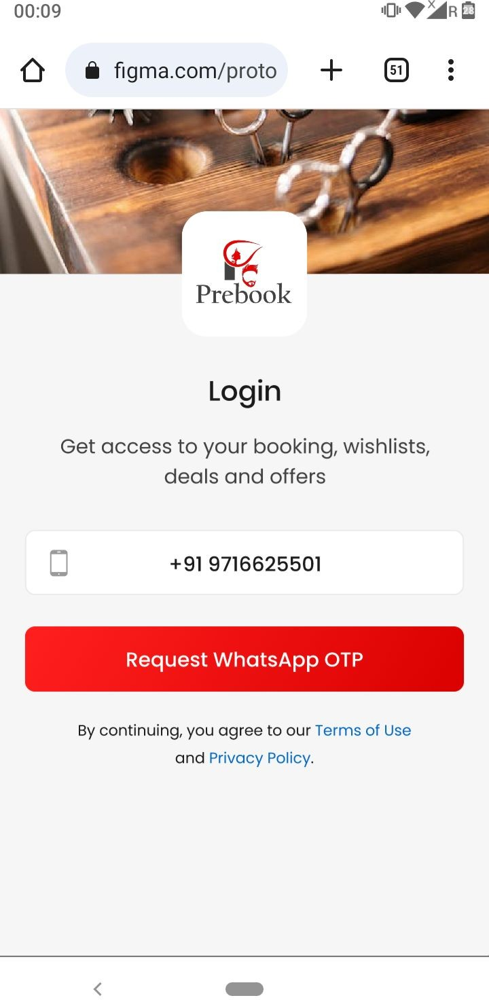 00:09
R 28
figma.com/proto
51
Prebook
Login
Get access to your booking, wishlists,
deals and offers
+91 9716625501
Request WhatsApp OTP
By continuing, you agree to our Terms of Use
and Privacy Policy.